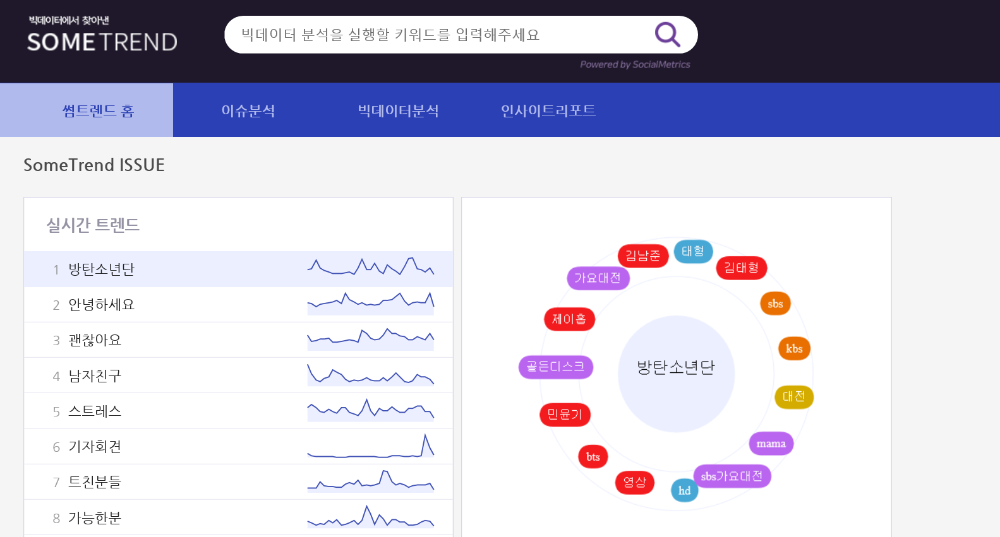 빅데이터에서 찾아낸
SOMETREND
빅데이터 분석을 실행할 키워드를 입력해주세요
Powered by SocialMetrics
썸트렌드 홈
이슈분석
빅데이터분석
인사이트리포트
SomeTrend ISSUE
실시간 트렌드
1 방탄소년단
2 안녕하세요
3 괜찮아요
4 남자친구
5 스트레스
6 기자회견
7 트친분들
8 가능한분
태형
김남준
김태형
가요대전
sbs
제이홉
kbs
골든디스크
방탄소년단
대전
민윤기
mama
bts
sbs가요대전
영상
hd